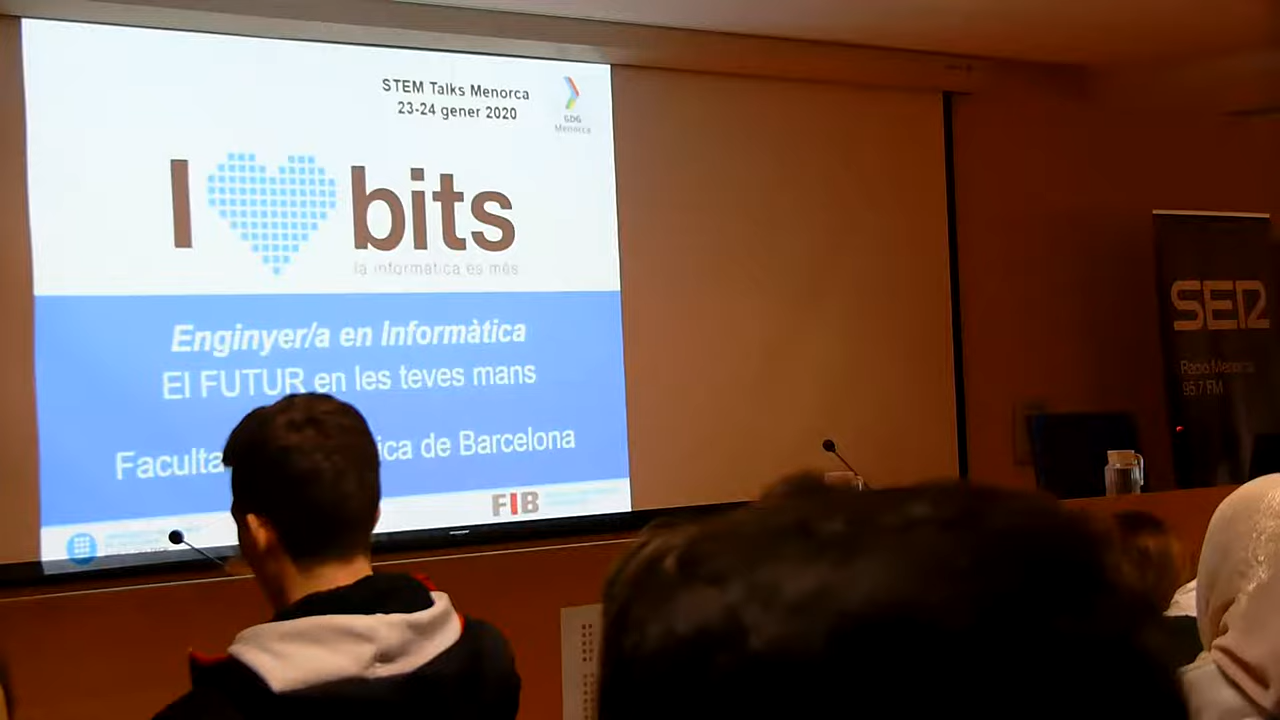 STEM Talks Menorca
23-24 gener 2020
GDG
Menorca
I bits
la informàtica és més
Enginyer/a en Informàtica
El FUTUR en les teves mans
Faculta ica de Barcelona
FIB
SER
Radio Menorca
95.7 FM